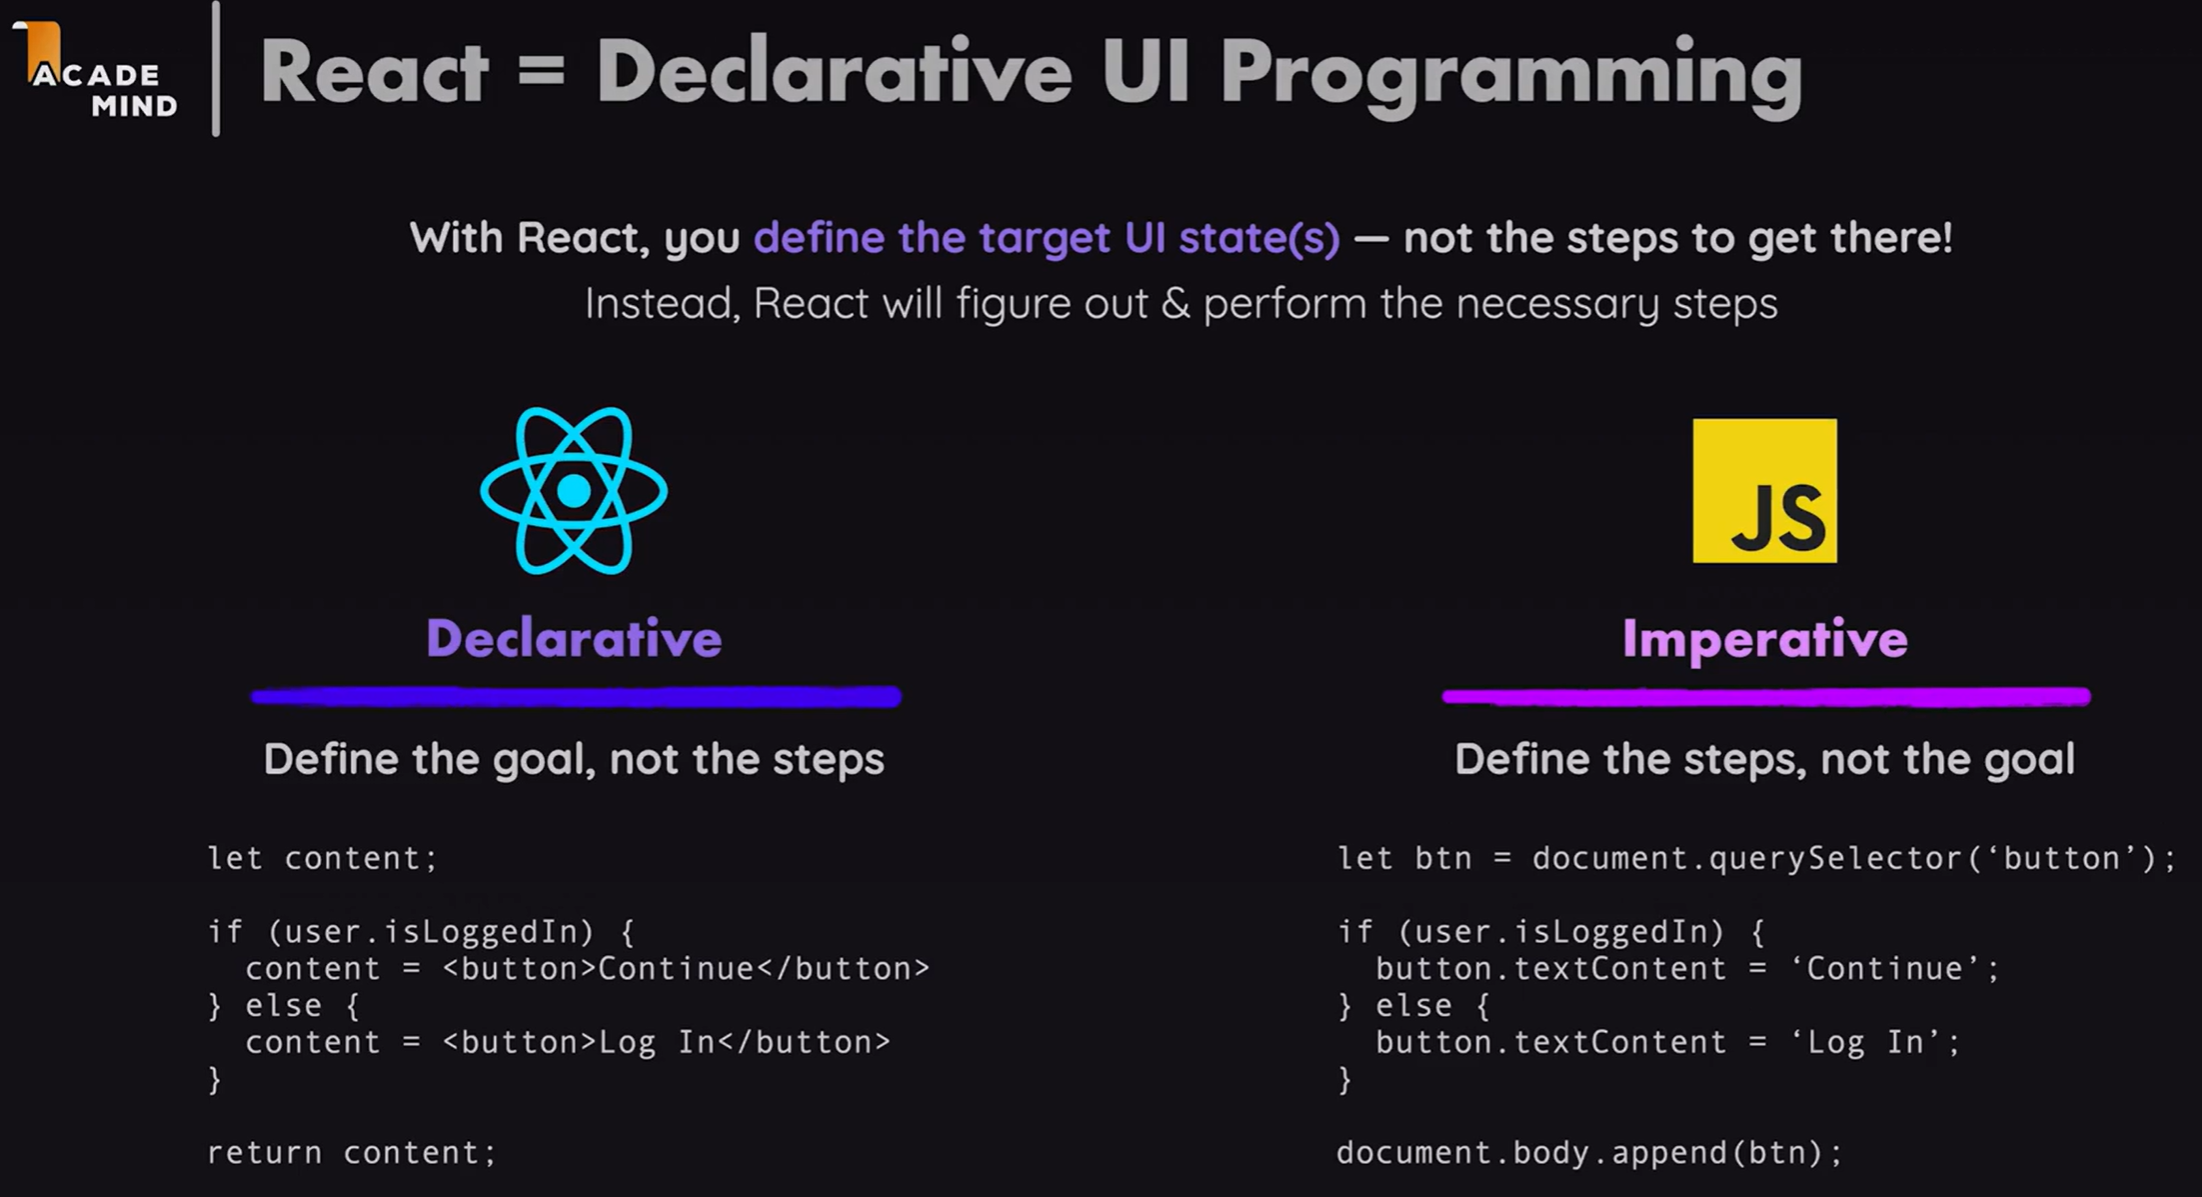 ACADE
MIND
React = Declarative UI Programming
With React, you define the target UI state(s) — not the steps to get there!
Instead, React will figure out & perform the necessary steps
Declarative
Define the goal, not the steps
let content;
if (user.isLoggedIn) {
content = <button>Continue</button>
} else {
content = <button>Log In</button>
}
return content;
JS
Imperative
Define the steps, not the goal
let btn = document.querySelector(‘button’);
if (user.isLoggedIn) {
button.textContent = ‘Continue’;
} else {
button.textContent = ‘Log In’;
}
document.body.append(btn);